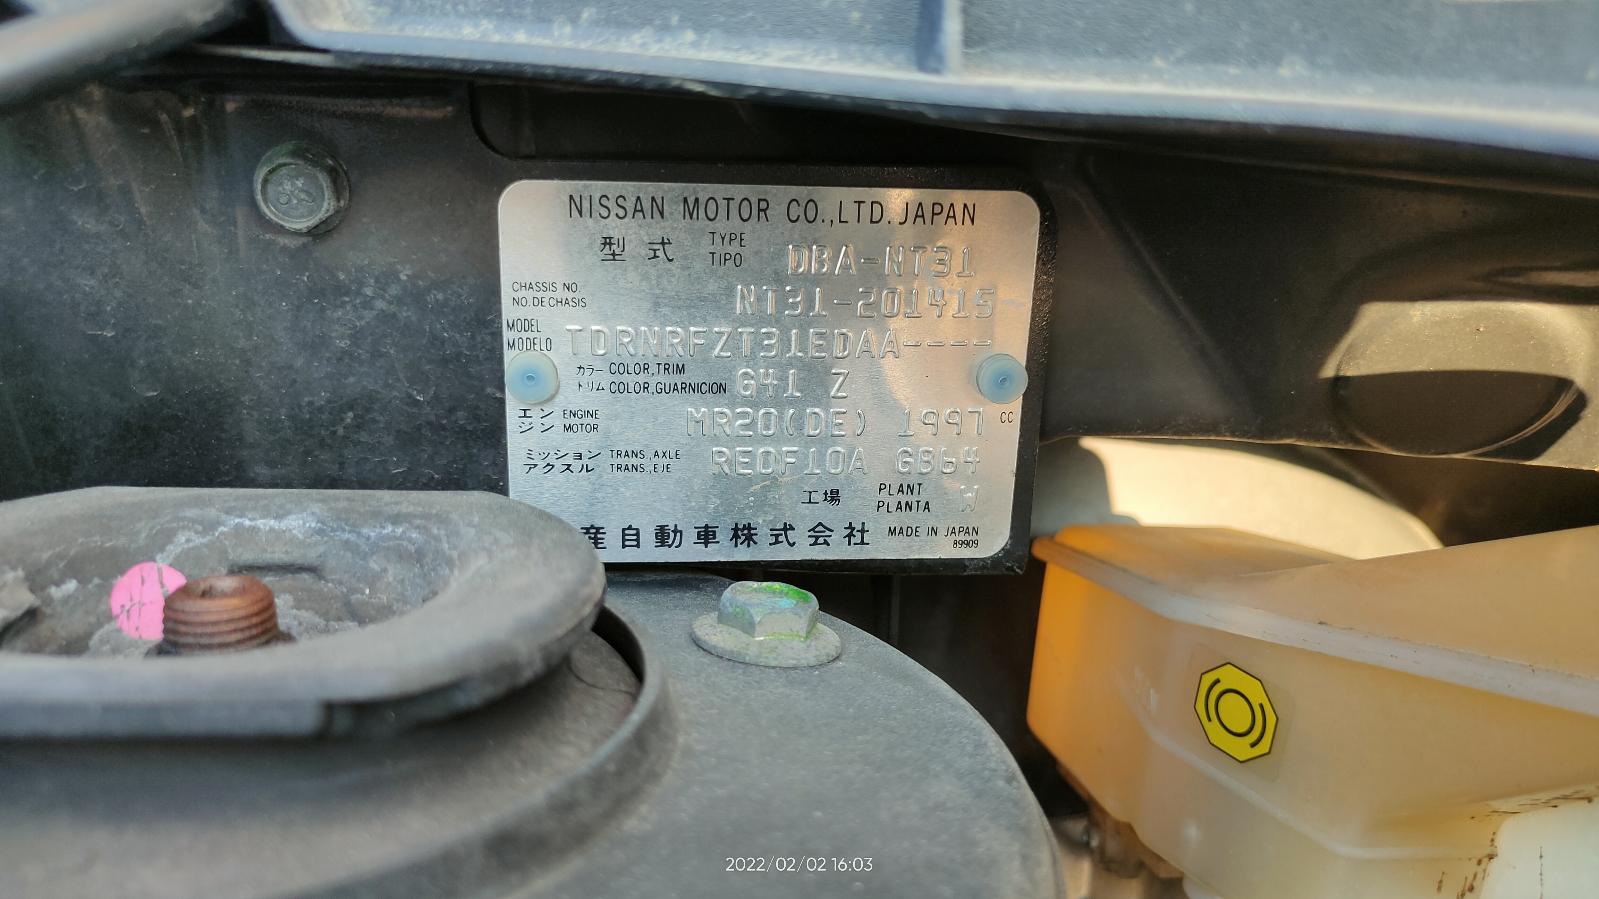 NISSAN MOTOR CO.,LTD. JAPAN
型式 TYPE TIPO DBA-NT31
CHASSIS NO. NO. DE CHASIS NT31-201415
MODEL MODELO TDRNRFZT31EDAA----
カラー トリム COLOR,TRIM COLOR,GUARNICION G41 Z
エンジン ENGINE MOTOR MR20(DE) 1997 CC
ミッション アクスル TRANS.,AXLE TRANS.,EJE RE0F10A GB64
工場 PLANT PLANTA W
産自動車株式会社 MADE IN JAPAN
89909
2022/02/02 16:03